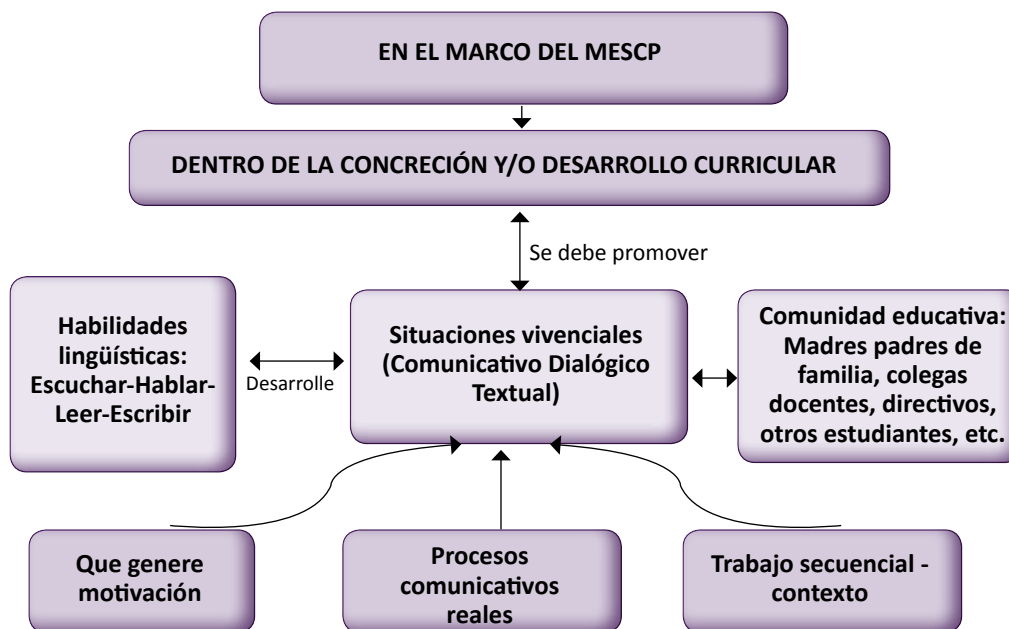 EN EL MARCO DEL MESCP
DENTRO DE LA CONCRECIÓN Y/O DESARROLLO CURRICULAR
Se debe promover
Habilidades
lingüísticas:
Escuchar-Hablar-
Leer-Escribir
Desarrolle
Situaciones vivenciales
(Comunicativo Dialógico
Textual)
Comunidad educativa:
Madres padres de
familia, colegas
docentes, directivos,
otros estudiantes, etc.
Que genere
motivación
Procesos
comunicativos
reales
Trabajo secuencial -
contexto